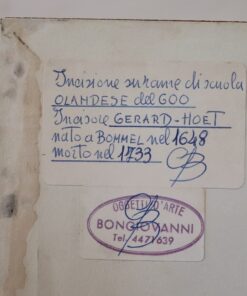 Incisione su rame di scuola
OLANDESE del 600
Incisore GERARD-HOET
nato a BOMMEL nel 1648
morto nel 1733
OGGETTI D'ARTE
BONGIOVANNI
Tel. 4471639